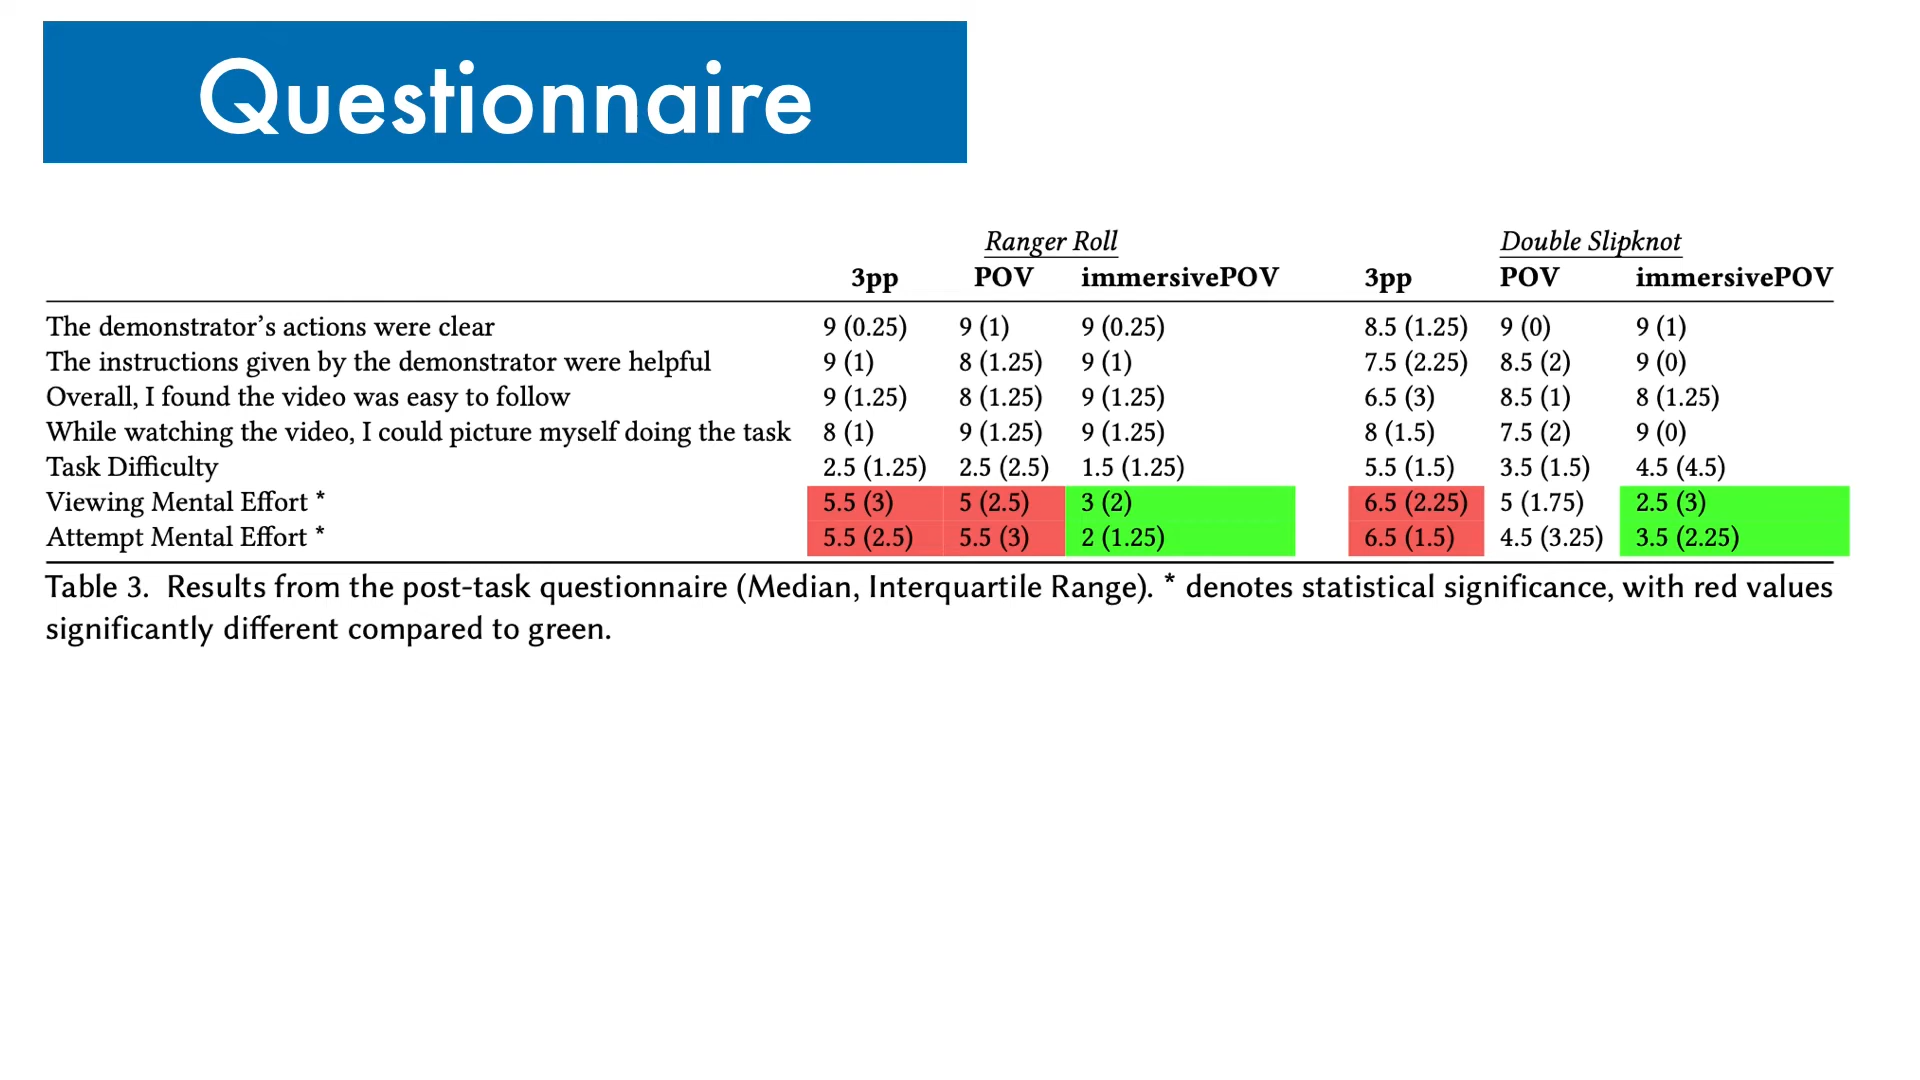 Questionnaire
Ranger Roll Double Slipknot
3pp POV immersivePOV 3pp POV immersivePOV
The demonstrator’s actions were clear 9 (0.25) 9 (1) 9 (0.25) 8.5 (1.25) 9 (0) 9 (1)
The instructions given by the demonstrator were helpful 9 (1) 8 (1.25) 9 (1) 7.5 (2.25) 8.5 (2) 9 (0)
Overall, I found the video was easy to follow 9 (1.25) 8 (1.25) 9 (1.25) 6.5 (3) 8.5 (1) 8 (1.25)
While watching the video, I could picture myself doing the task 8 (1) 9 (1.25) 9 (1.25) 8 (1.5) 7.5 (2) 9 (0)
Task Difficulty 2.5 (1.25) 2.5 (2.5) 1.5 (1.25) 5.5 (1.5) 3.5 (1.5) 4.5 (4.5)
Viewing Mental Effort * 5.5 (3) 5 (2.5) 3 (2) 6.5 (2.25) 5 (1.75) 2.5 (3)
Attempt Mental Effort * 5.5 (2.5) 5.5 (3) 2 (1.25) 6.5 (1.5) 4.5 (3.25) 3.5 (2.25)
Table 3. Results from the post-task questionnaire (Median, Interquartile Range). * denotes statistical significance, with red values
significantly different compared to green.